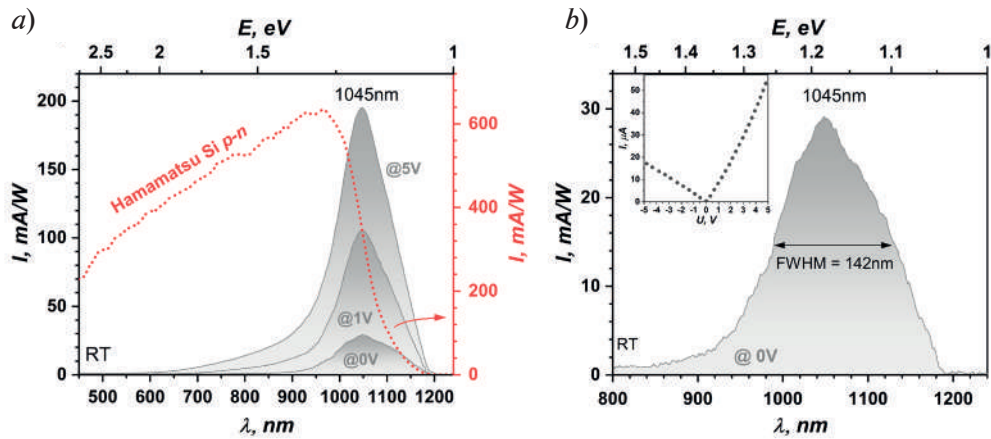 a)
E, eV
2.5 2 1.5 1
200
150
100
50
0
I, mA/W
1045nm
Hamamatsu Si p-n
@5V
@1V
@0V
RT
600
400
200
0
I, mA/W
500 600 700 800 900 1000 1100 1200
λ, nm
b)
E, eV
1.5 1.4 1.3 1.2 1.1 1
30
20
10
0
I, mA/W
1045nm
50
40
30
20
10
0
I, μA
-5 -4 -3 -2 -1 0 1 2 3 4 5
U, V
FWHM = 142nm
@ 0V
RT
800 900 1000 1100 1200
λ, nm